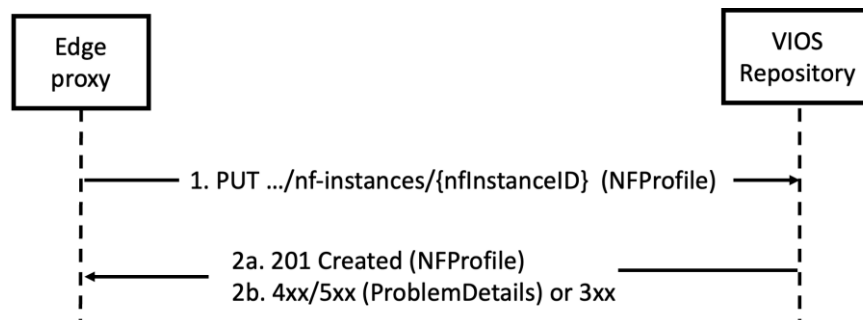 Edge
proxy
VIOS
Repository
1. PUT .../nf-instances/{nfInstanceID} (NFProfile)
2a. 201 Created (NFProfile)
2b. 4xx/5xx (ProblemDetails) or 3xx